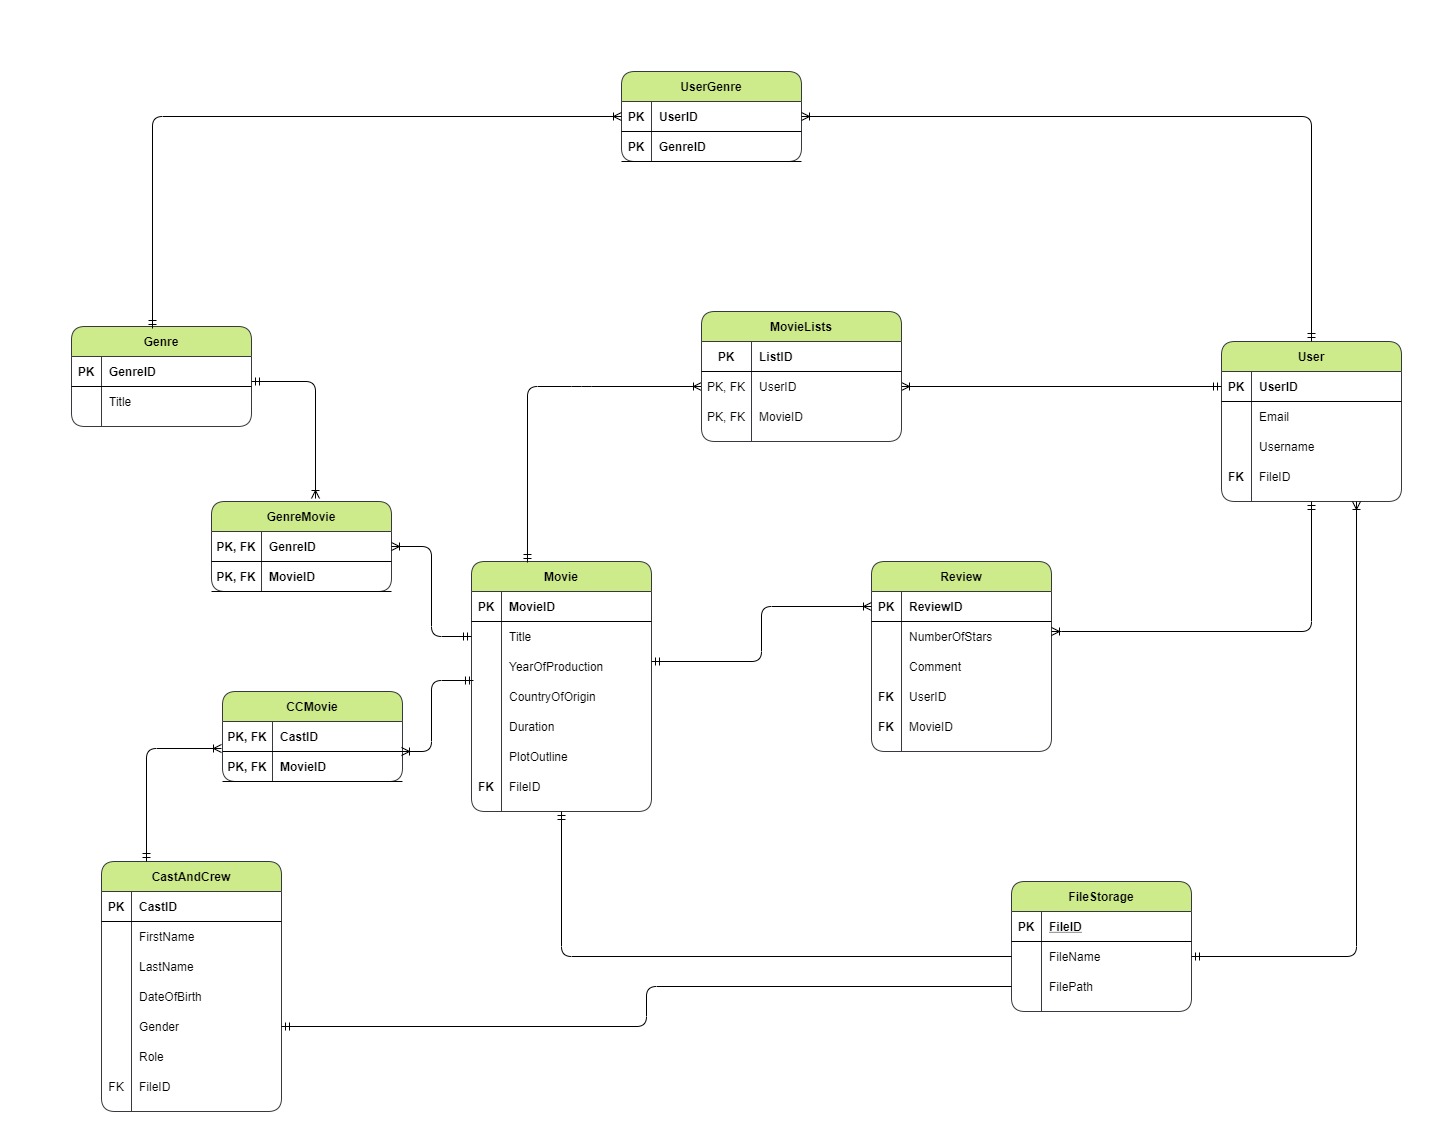 UserGenre
PK UserID
PK GenreID
Genre
PK GenreID
Title
MovieLists
PK ListID
PK, FK UserID
PK, FK MovieID
User
PK UserID
Email
Username
FK FileID
GenreMovie
PK, FK GenreID
PK, FK MovieID
Movie
PK MovieID
Title
YearOfProduction
CountryOfOrigin
Duration
PlotOutline
FK FileID
Review
PK ReviewID
NumberOfStars
Comment
FK UserID
FK MovieID
CCMovie
PK, FK CastID
PK, FK MovieID
CastAndCrew
PK CastID
FirstName
LastName
DateOfBirth
Gender
Role
FK FileID
FileStorage
PK FileID
FileName
FilePath